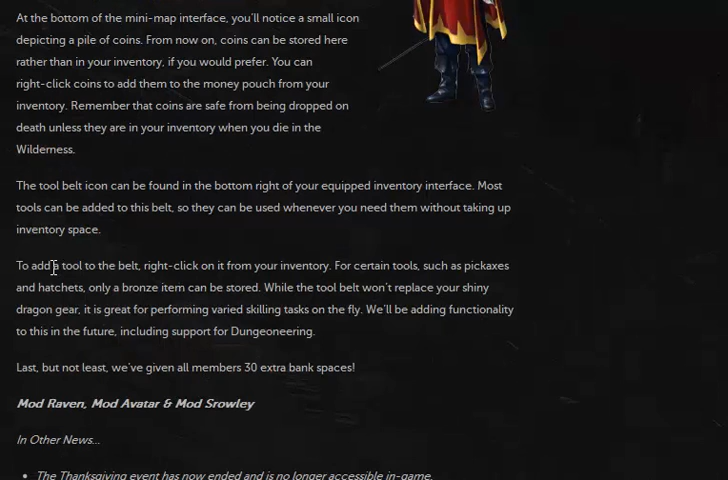 At the bottom of the mini-map interface, you'll notice a small icon
depicting a pile of coins. From now on, coins can be stored here
rather than in your inventory, if you would prefer. You can
right-click coins to add them to the money pouch from your
inventory. Remember that coins are safe from being dropped on
death unless they are in your inventory when you die in the
Wilderness.
The tool belt icon can be found in the bottom right of your equipped inventory interface. Most
tools can be added to this belt, so they can be used whenever you need them without taking up
inventory space.
To add a tool to the belt, right-click on it from your inventory. For certain tools, such as pickaxes
and hatchets, only a bronze item can be stored. While the tool belt won't replace your shiny
dragon gear, it is great for performing varied skilling tasks on the fly. We'll be adding functionality
to this in the future, including support for Dungeoneering.
Last, but not least, we've given all members 30 extra bank spaces!
Mod Raven, Mod Avatar & Mod Srowley
In Other News...
• The Thanksgiving event has now ended and is no longer accessible in-game.